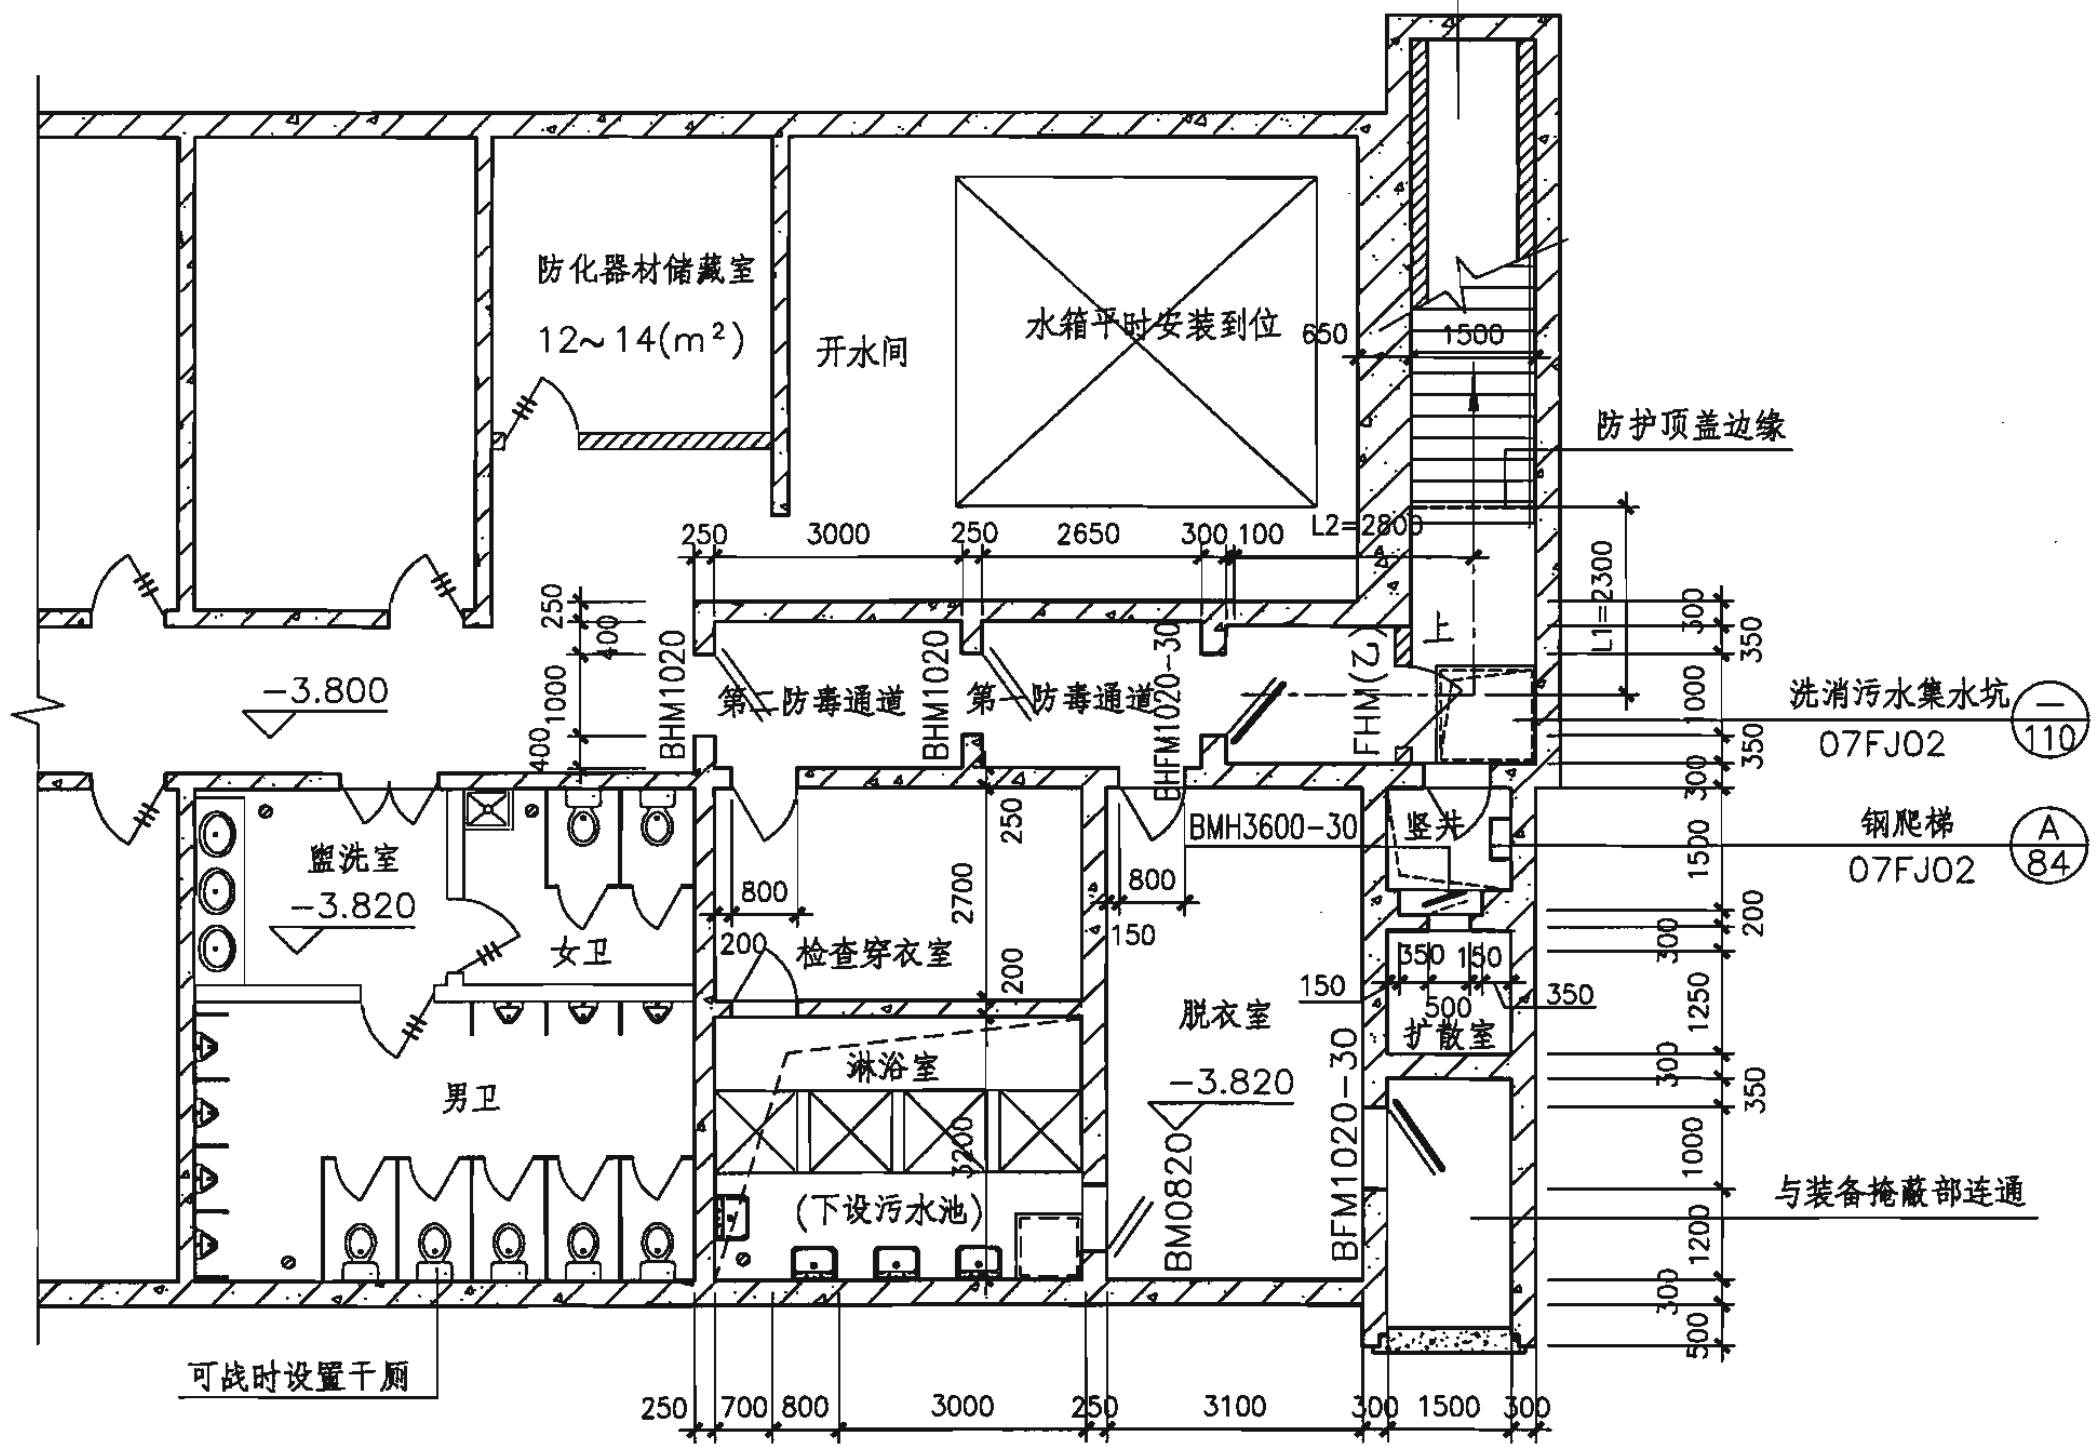 防化器材储藏室
12~14(m²)
开水间
水箱平时安装到位
650
1500
防护顶盖边缘
250
3000
250
2650
300
100
L2=2800
L1=2300
250
400
1000
400
BHM1020
第二防毒通道
BHM1020
第一防毒通道
BHFM1020-30
FHM(2)
上
-3.800
300
350
1000
350
300
1500
200
300
1250
300
350
1000
1200
300
500
洗消污水集水坑
07FJ02
—
110
钢爬梯
07FJ02
A
84
盥洗室
-3.820
女卫
800
200
检查穿衣室
250
2700
200
800
150
BMH3600-30
竖井
脱衣室
-3.820
150
350
150
500
350
扩散室
男卫
淋浴室
3200
(下设污水池)
BM0820
BFM1020-30
与装备掩蔽部连通
可战时设置干厕
250
700
800
3000
250
3100
300
1500
300